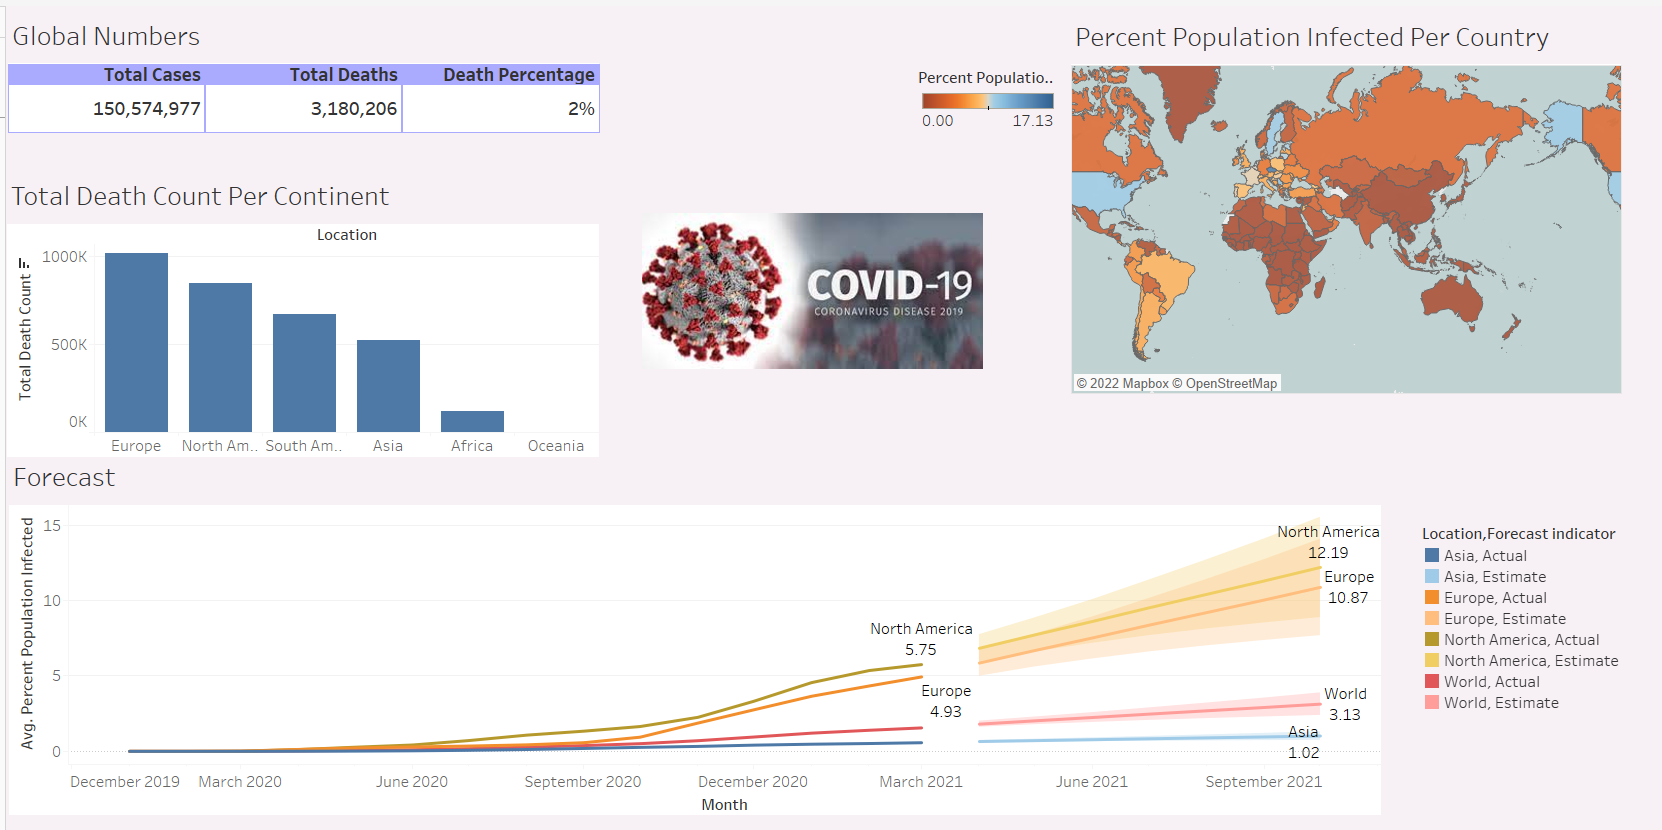 Global Numbers
Total Cases Total Deaths Death Percentage
150,574,977 3,180,206 2%
Percent Populatio..
0.00 17.13
Percent Population Infected Per Country
© 2022 Mapbox © OpenStreetMap
Total Death Count Per Continent
Location
Total Death Count
1000K
500K
0K
Europe North Am.. South Am.. Asia Africa Oceania
COVID-19
CORONAVIRUS DISEASE 2019
Forecast
Avg. Percent Population Infected
15
10
5
0
North America
12.19
Europe
10.87
North America
5.75
Europe
4.93
World
3.13
Asia
1.02
December 2019 March 2020 June 2020 September 2020 December 2020 March 2021 June 2021 September 2021
Month
Location,Forecast indicator
Asia, Actual
Asia, Estimate
Europe, Actual
Europe, Estimate
North America, Actual
North America, Estimate
World, Actual
World, Estimate